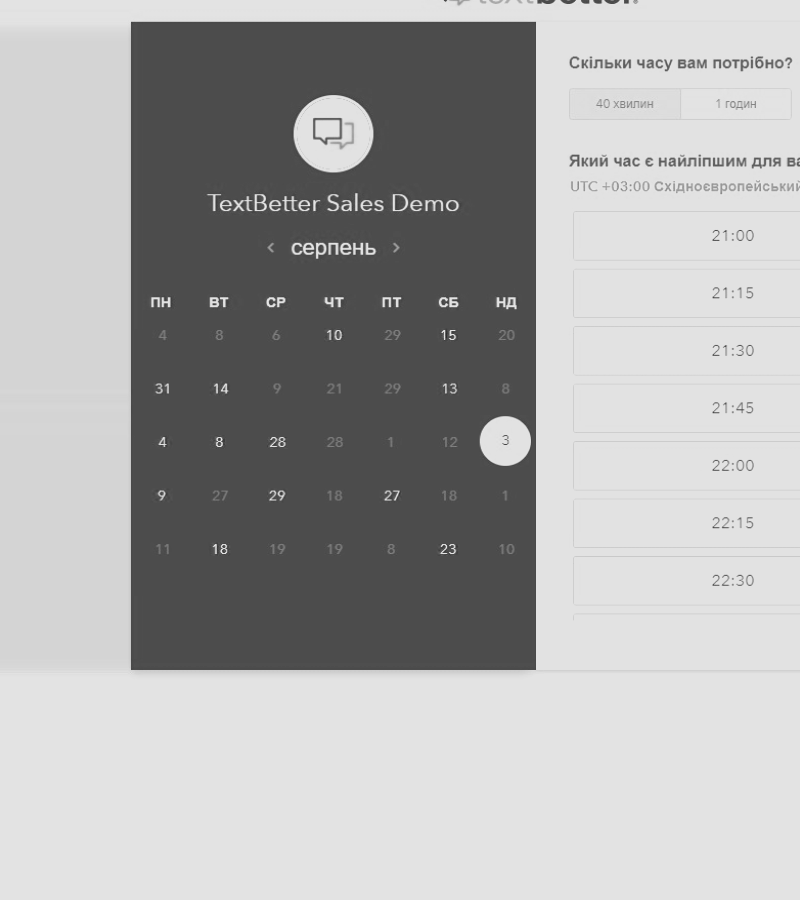 textbetter.
TextBetter Sales Demo
серпень
ПН ВТ СР ЧТ ПТ СБ НД
4 8 6 10 29 15 20
31 14 9 21 29 13 8
4 8 28 28 1 12 3
9 27 29 18 27 18 1
11 18 19 19 8 23 10
Скільки часу вам потрібно?
40 хвилин 1 годин
Який час є найліпшим для ва
UTC +03:00 Східноєвропейський
21:00
21:15
21:30
21:45
22:00
22:15
22:30